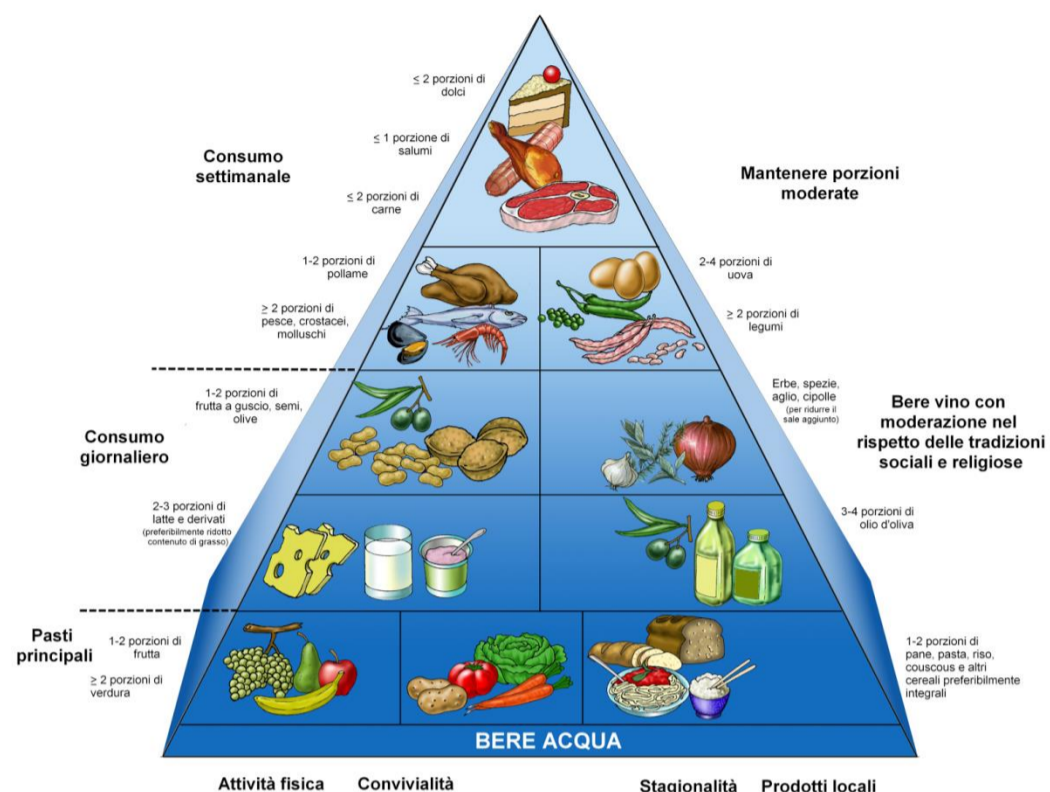 ≤ 2 porzioni di
dolci
≤ 1 porzione di
salumi
Consumo
settimanale
≤ 2 porzioni di
carne
Mantenere porzioni
moderate
1-2 porzioni di
pollame
2-4 porzioni di
uova
≥ 2 porzioni di
pesce, crostacei,
molluschi
≥ 2 porzioni di
legumi
1-2 porzioni di
frutta a guscio, semi,
olive
Erbe, spezie,
aglio, cipolle
(per ridurre il
sale aggiunto)
Consumo
giornaliero
Bere vino con
moderazione nel
rispetto delle tradizioni
sociali e religiose
2-3 porzioni di
latte e derivati
(preferibilmente ridotto
contenuto di grasso)
3-4 porzioni di
olio d'oliva
Pasti
principali
1-2 porzioni di
frutta
≥ 2 porzioni di
verdura
1-2 porzioni di
pane, pasta, riso,
couscous e altri
cereali preferibilmente
integrali
BERE ACQUA
Attività fisica
Convivialità
Stagionalità
Prodotti locali